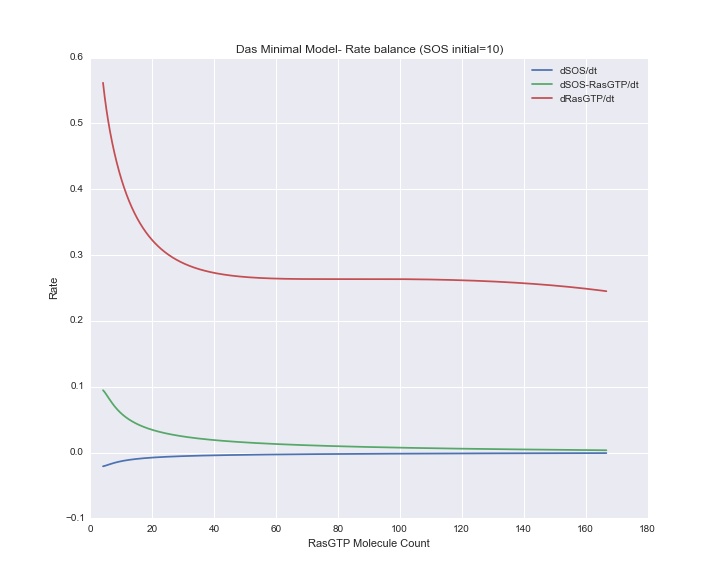 Das Minimal Model- Rate balance (SOS initial=10)
dSOS/dt
dSOS-RasGTP/dt
dRasGTP/dt
0.6
0.5
0.4
0.3
0.2
0.1
0.0
−0.1
Rate
0 20 40 60 80 100 120 140 160 180
RasGTP Molecule Count